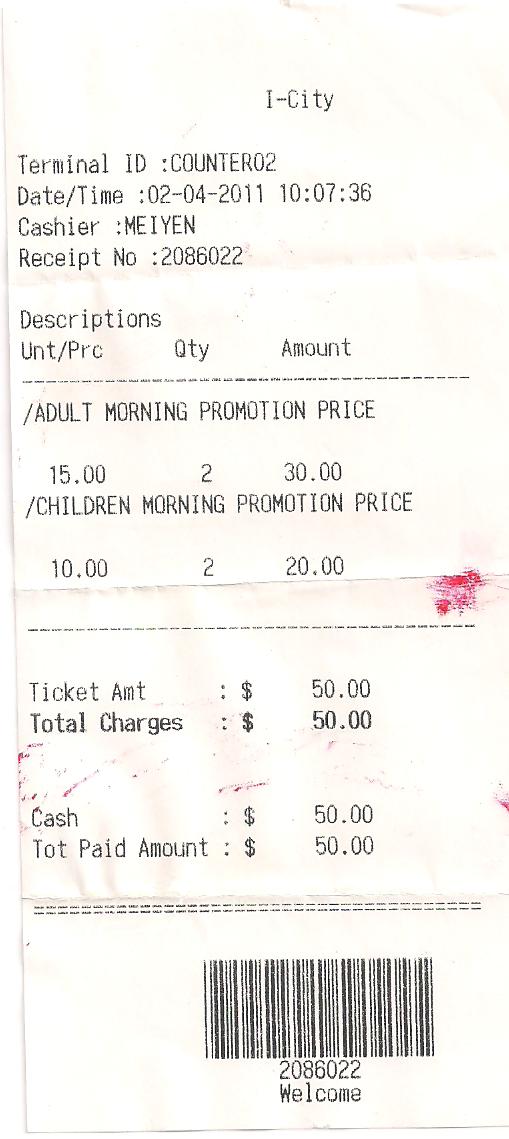 I-City
Terminal ID :COUNTER02
Date/Time :02-04-2011 10:07:36
Cashier :MEIYEN
Receipt No :2086022
Descriptions
Unt/Prc Qty Amount
/ADULT MORNING PROMOTION PRICE
15.00 2 30.00
/CHILDREN MORNING PROMOTION PRICE
10.00 2 20.00
Ticket Amt : $ 50.00
Total Charges : $ 50.00
Cash : $ 50.00
Tot Paid Amount : $ 50.00
2086022
Welcome